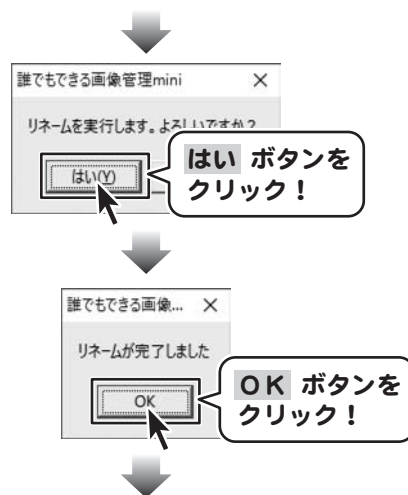 誰でもできる画像管理mini
リネームを実行します。よろしいですか?
はい(Y)
はい ボタンを
クリック!
誰でもできる画像...
リネームが完了しました
OK
OK ボタンを
クリック!